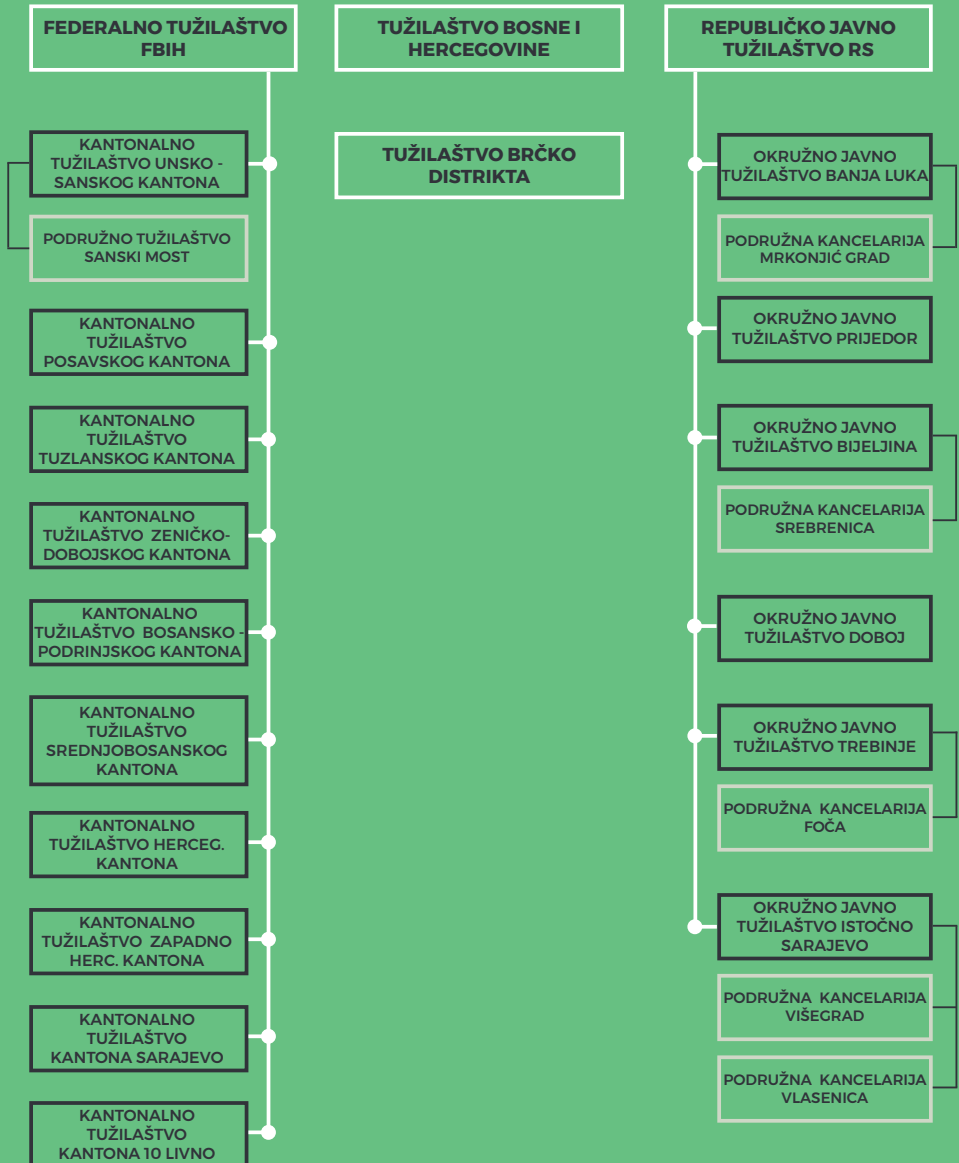 FEDERALNO TUŽILAŠTVO
FBIH
KANTONALNO
TUŽILAŠTVO UNSKO -
SANSKOG KANTONA
PODRUŽNO TUŽILAŠTVO
SANSKI MOST
KANTONALNO
TUŽILAŠTVO
POSAVSKOG KANTONA
KANTONALNO
TUŽILAŠTVO
TUZLANSKOG KANTONA
KANTONALNO
TUŽILAŠTVO ZENIČKO-
DOBOJSKOG KANTONA
KANTONALNO
TUŽILAŠTVO BOSANSKO -
PODRINJSKOG KANTONA
KANTONALNO
TUŽILAŠTVO
SREDNJOBOSANSKOG
KANTONA
KANTONALNO
TUŽILAŠTVO HERCEG.
KANTONA
KANTONALNO
TUŽILAŠTVO ZAPADNO
HERC. KANTONA
KANTONALNO
TUŽILAŠTVO
KANTONA SARAJEVO
KANTONALNO
TUŽILAŠTVO
KANTONA 10 LIVNO
TUŽILAŠTVO BOSNE I
HERCEGOVINE
TUŽILAŠTVO BRČKO
DISTRIKTA
REPUBLIČKO JAVNO
TUŽILAŠTVO RS
OKRUŽNO JAVNO
TUŽILAŠTVO BANJA LUKA
PODRUŽNA KANCELARIJA
MRKONJIĆ GRAD
OKRUŽNO JAVNO
TUŽILAŠTVO PRIJEDOR
OKRUŽNO JAVNO
TUŽILAŠTVO BIJELJINA
PODRUŽNA KANCELARIJA
SREBRENICA
OKRUŽNO JAVNO
TUŽILAŠTVO DOBOJ
OKRUŽNO JAVNO
TUŽILAŠTVO TREBINJE
PODRUŽNA KANCELARIJA
FOČA
OKRUŽNO JAVNO
TUŽILAŠTVO ISTOČNO
SARAJEVO
PODRUŽNA KANCELARIJA
VIŠEGRAD
PODRUŽNA KANCELARIJA
VLASENICA